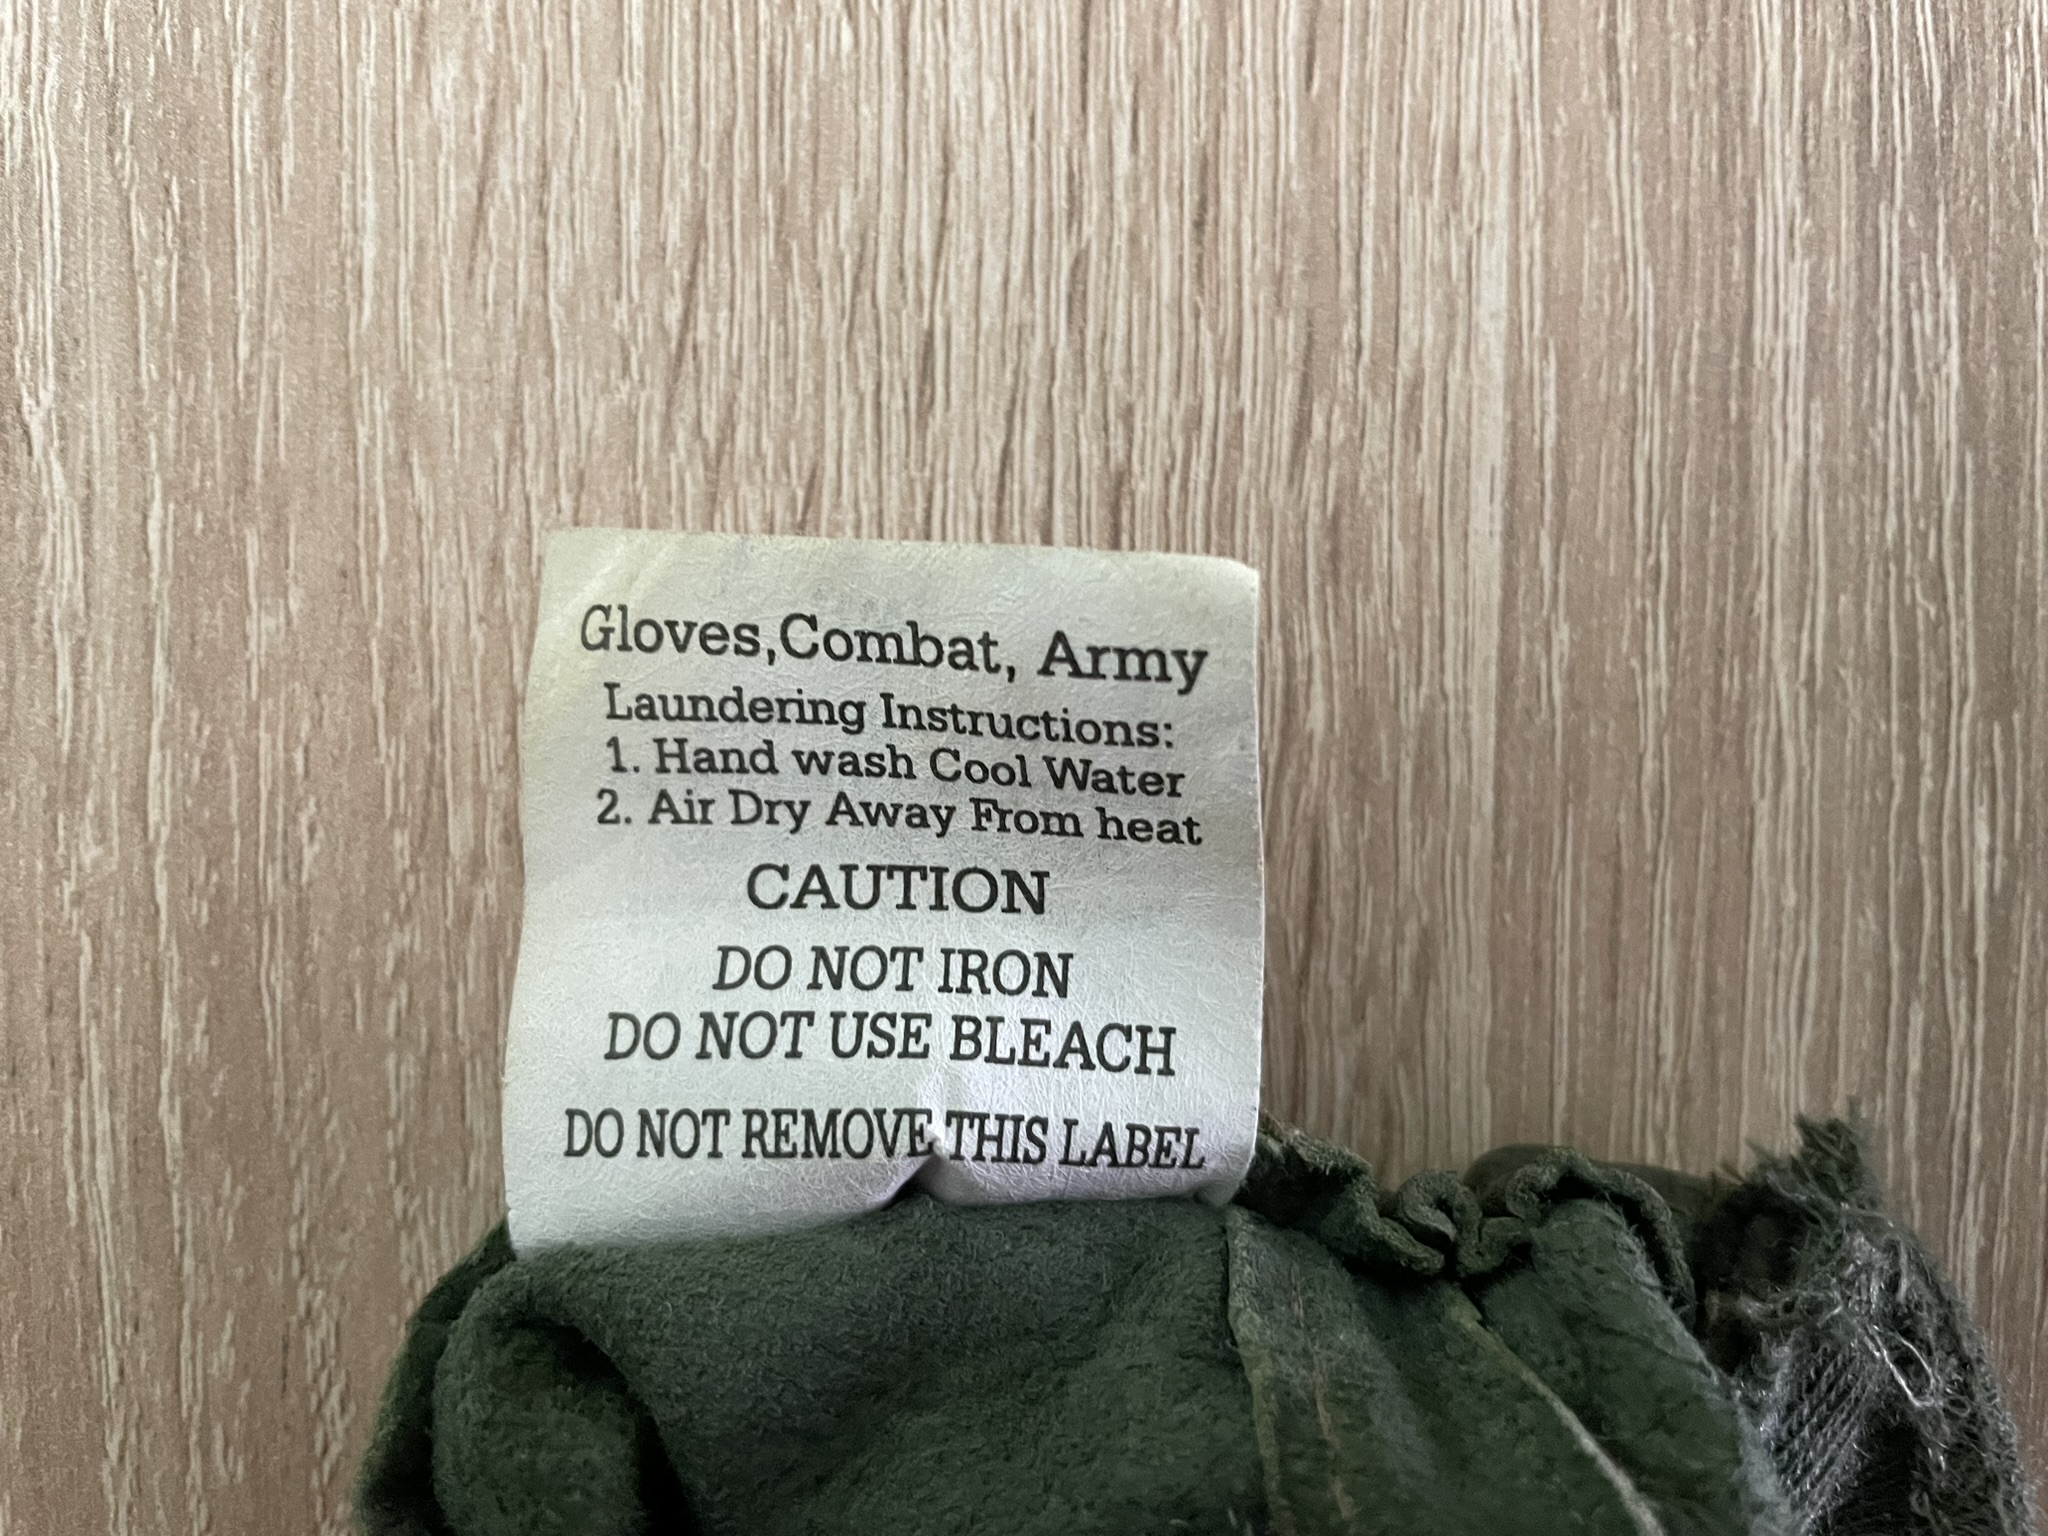 Gloves,Combat, Army
Laundering Instructions:
1. Hand wash Cool Water
2. Air Dry Away From heat
CAUTION
DO NOT IRON
DO NOT USE BLEACH
DO NOT REMOVE THIS LABEL